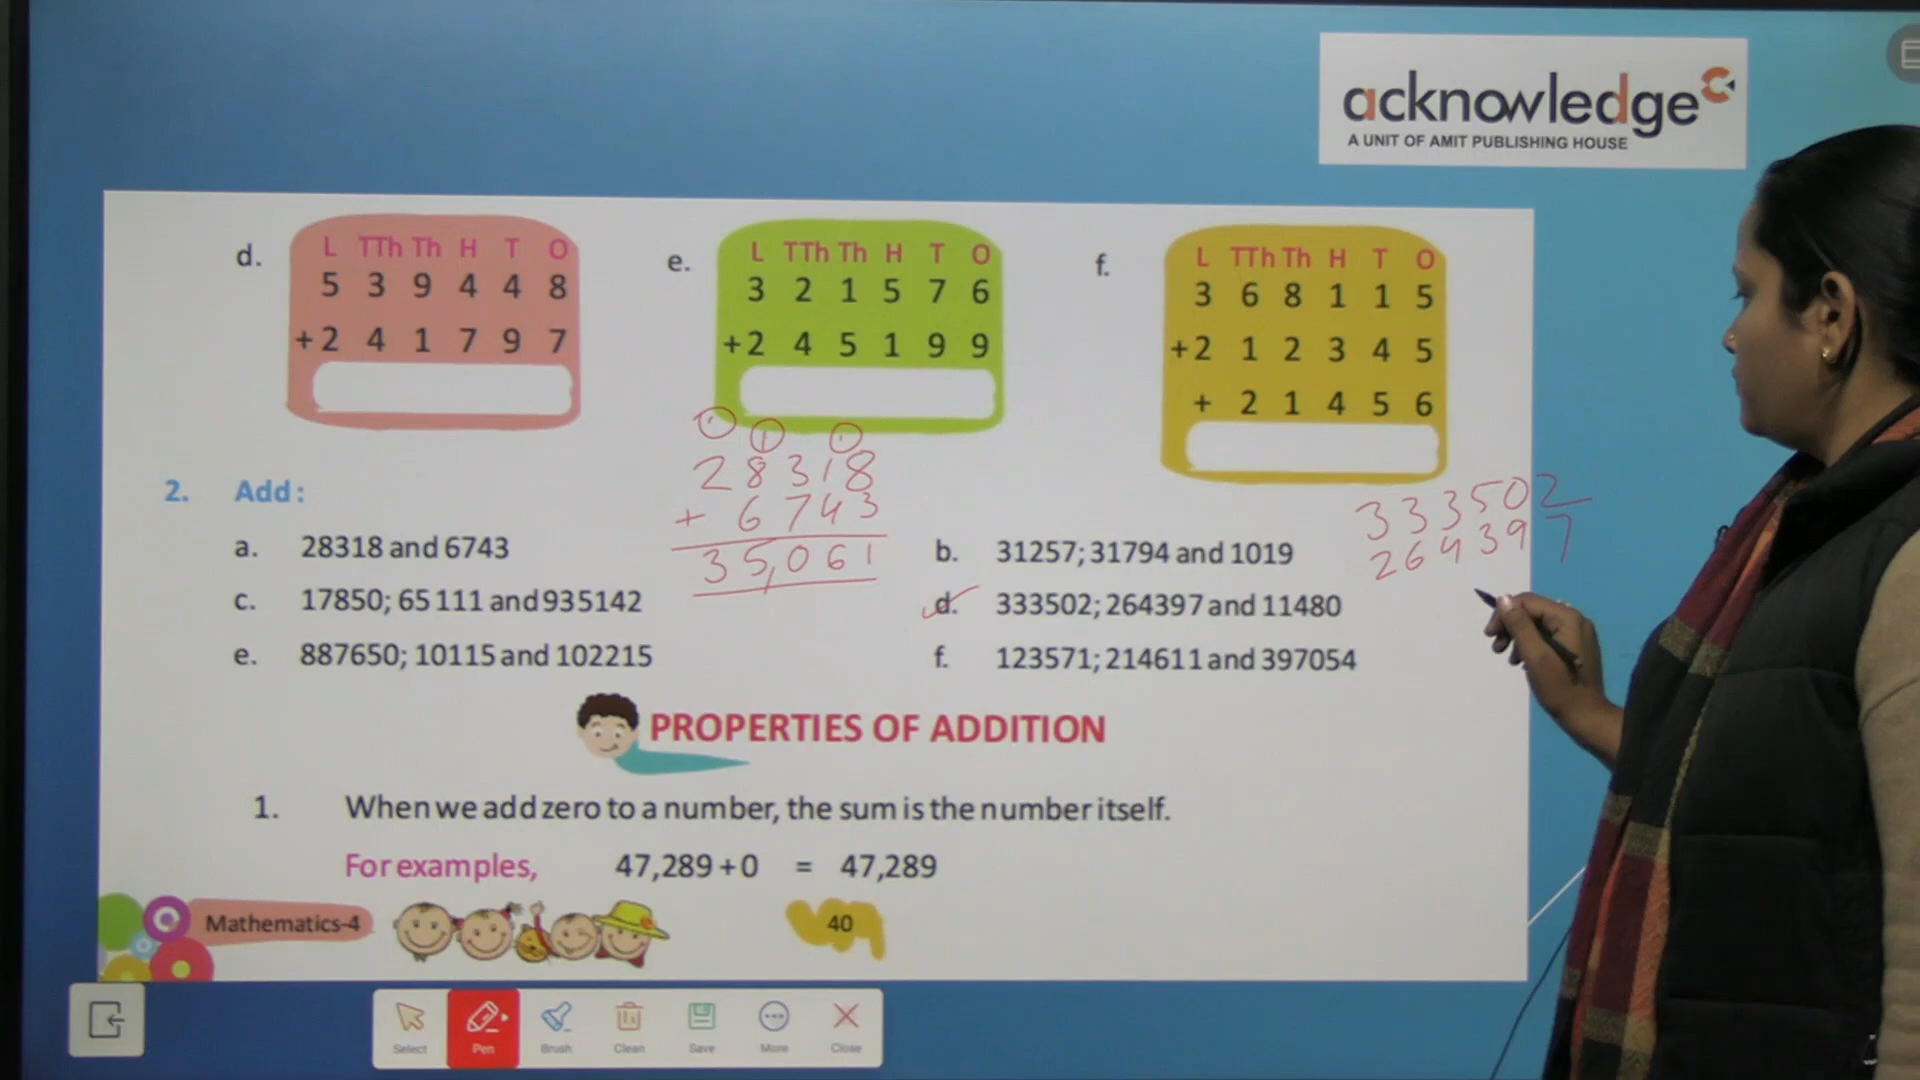 acknowledge
A UNIT OF AMIT PUBLISHING HOUSE
d.
L TTh Th H T O
5 3 9 4 4 8
+2 4 1 7 9 7
e.
L TTh Th H T O
3 2 1 5 7 6
+2 4 5 1 9 9
f.
L TTh Th H T O
3 6 8 1 1 5
+2 1 2 3 4 5
+ 2 1 4 5 6
1 1 1
28318
+ 6743
35,061
333502
264397
2. Add:
a. 28318 and 6743
b. 31257; 31794 and 1019
c. 17850; 65111 and 935142
d. 333502; 264397 and 11480
e. 887650; 10115 and 102215
f. 123571; 214611 and 397054
PROPERTIES OF ADDITION
1. When we add zero to a number, the sum is the number itself.
For examples, 47,289 + 0 = 47,289
Mathematics-4
40
Select Pen Brush Clean Save More Close